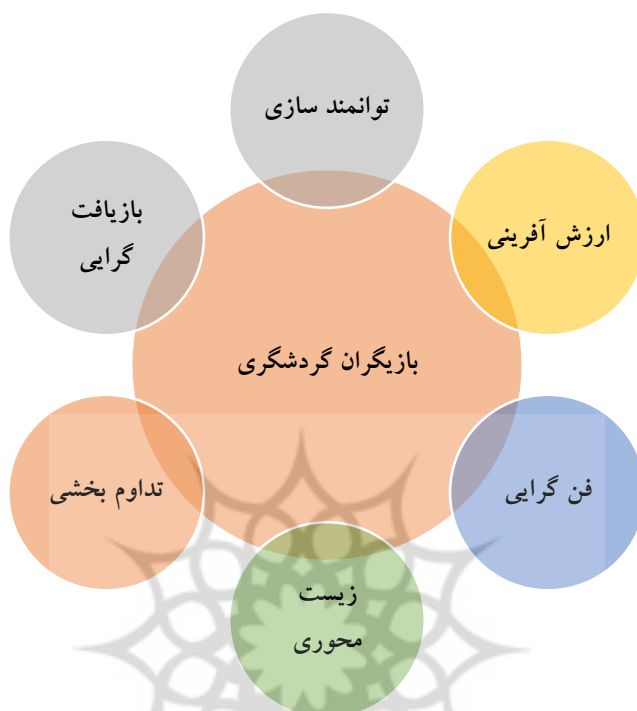 توانمند سازی
ارزش آفرینی
بازیافت
گرایی
بازیگران گردشگری
فن گرایی
تداوم بخشی
زیست
محوری